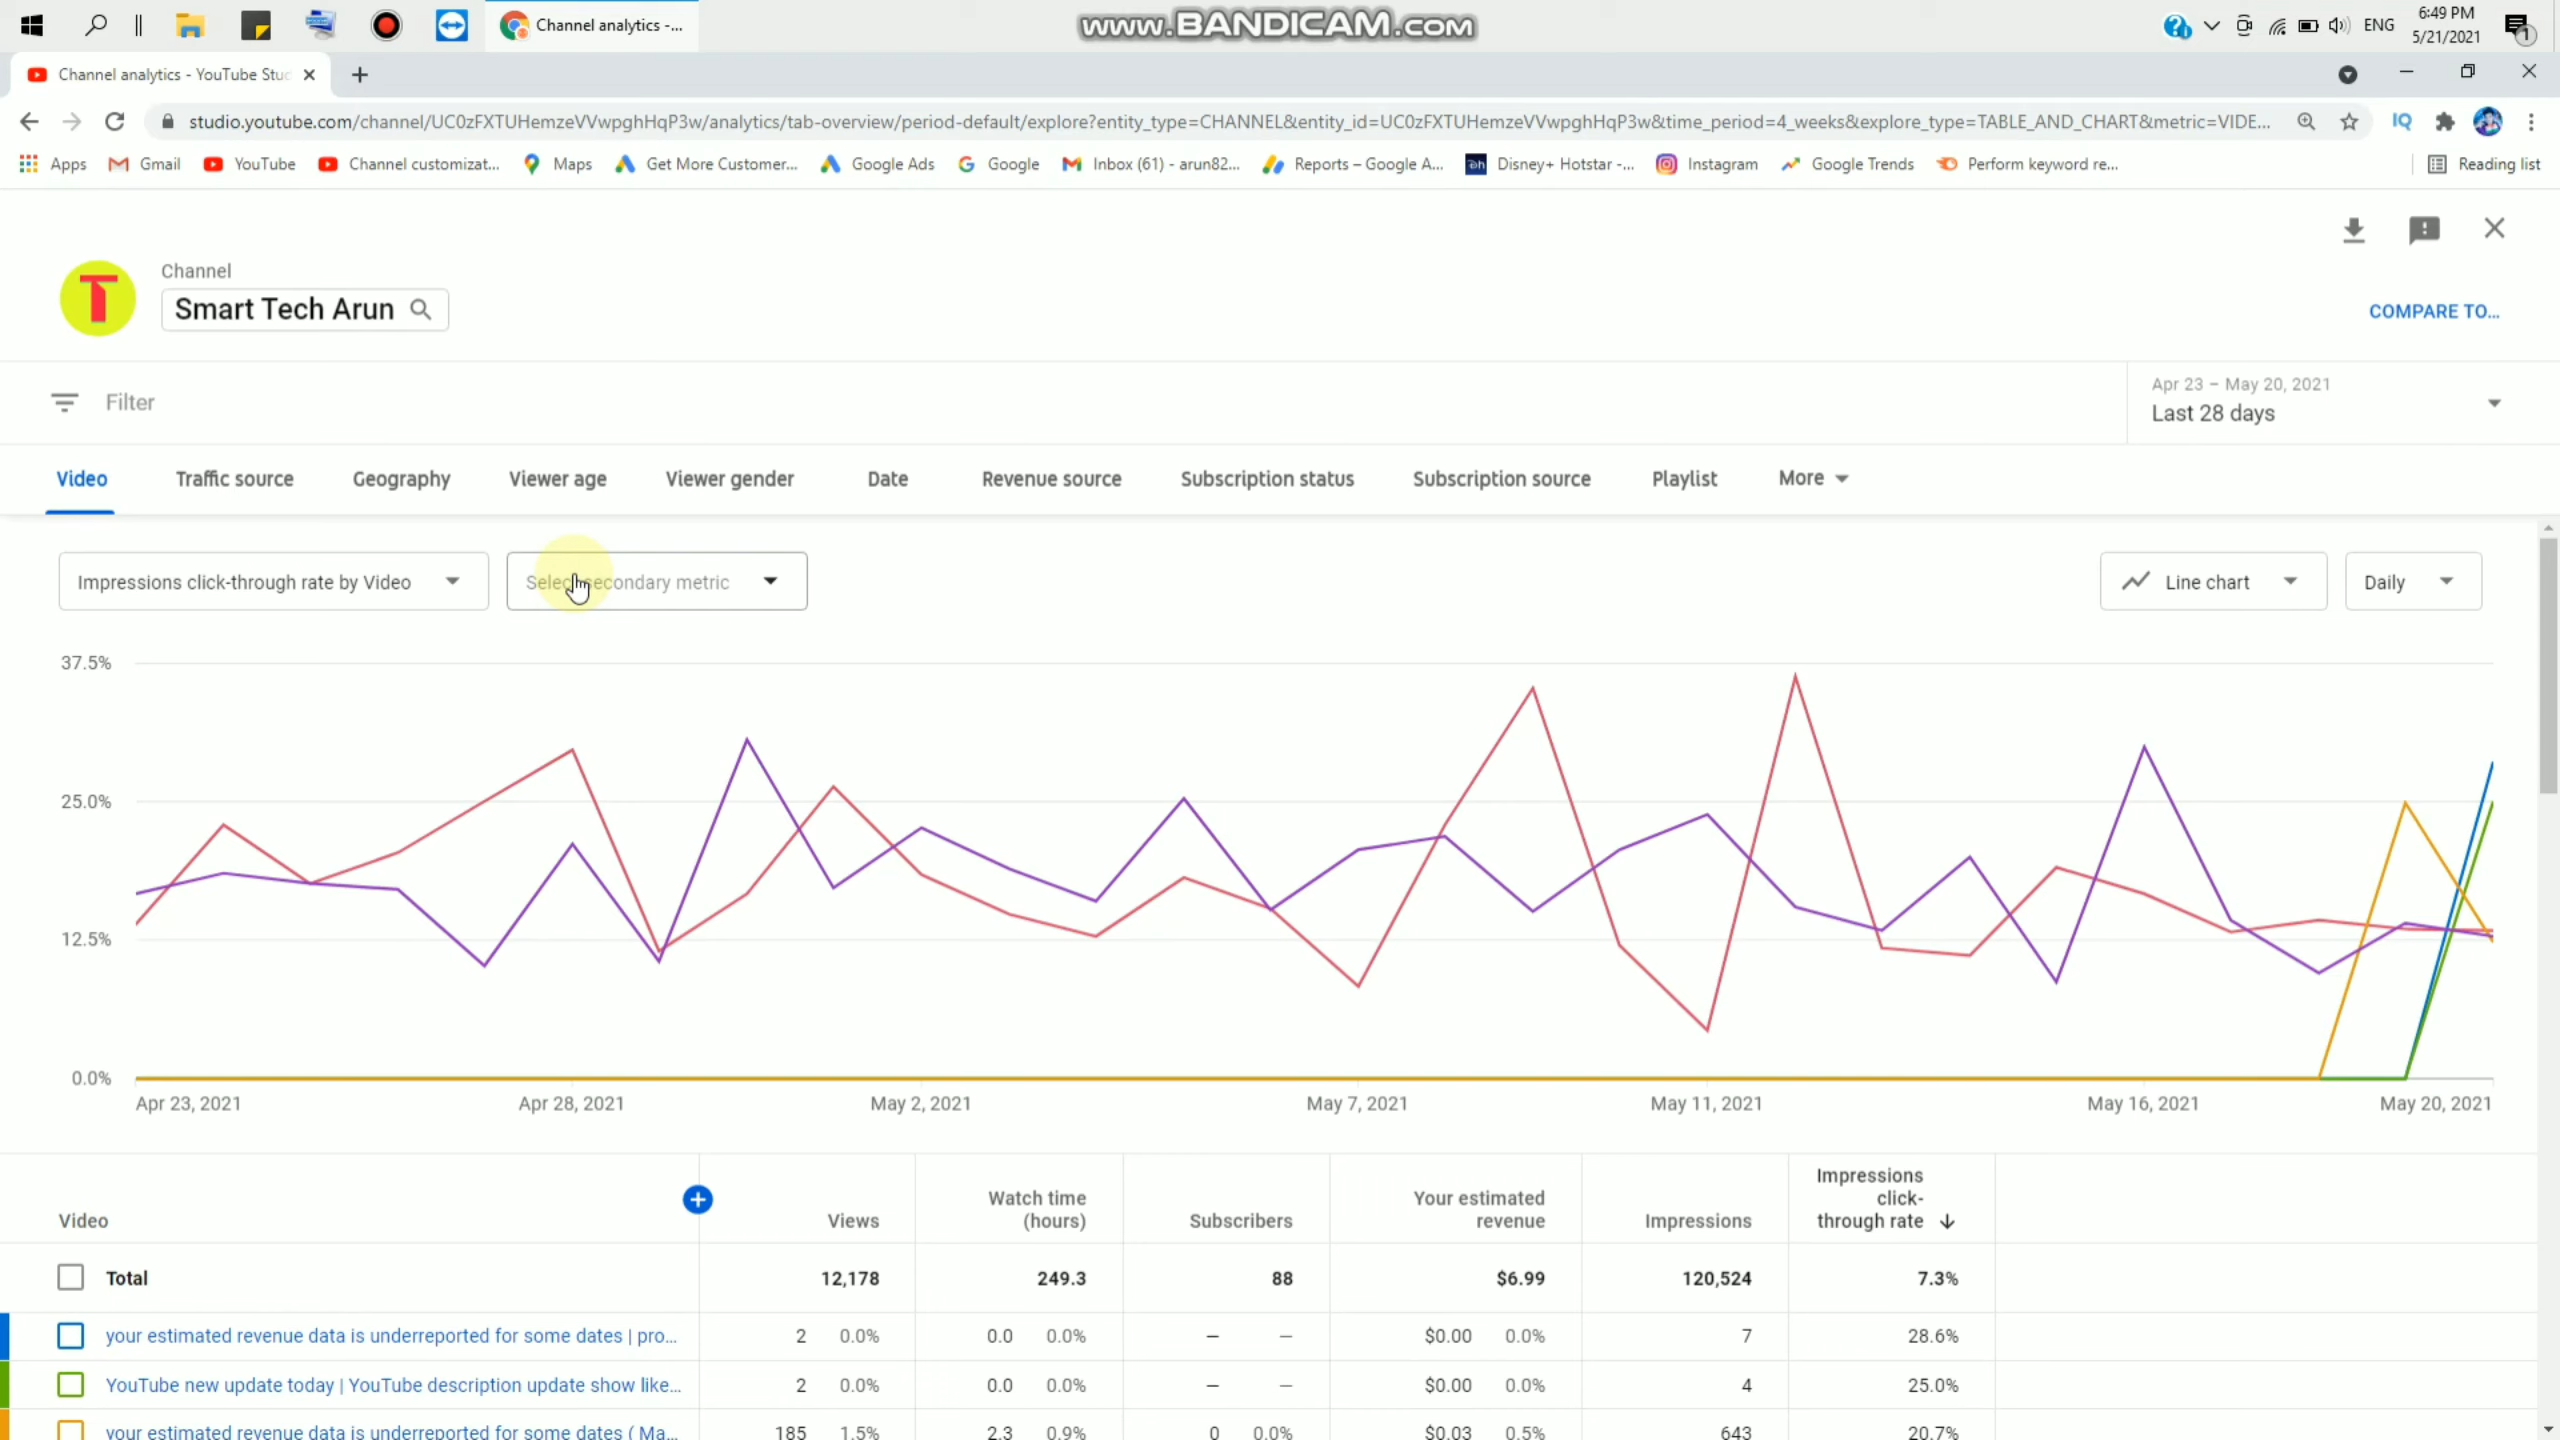 Channel analytics -...
www.BANDICAM.com
ENG
6:49 PM
5/21/2021
1
Channel analytics - YouTube Stu
studio.youtube.com/channel/UC0zFXTUHemzeVVwpghHqP3w/analytics/tab-overview/period-default/explore?entity_type=CHANNEL&entity_id=UC0zFXTUHemzeVVwpghHqP3w&time_period=4_weeks&explore_type=TABLE_AND_CHART&metric=VIDE...
IQ
Apps
Gmail
YouTube
Channel customizat...
Maps
Get More Customer...
Google Ads
Google
Inbox (61) - arun82...
Reports – Google A...
Disney+ Hotstar -...
Instagram
Google Trends
Perform keyword re...
Reading list
T
Channel
Smart Tech Arun
COMPARE TO...
Filter
Apr 23 – May 20, 2021
Last 28 days
Video
Traffic source
Geography
Viewer age
Viewer gender
Date
Revenue source
Subscription status
Subscription source
Playlist
More
Impressions click-through rate by Video
Select secondary metric
Line chart
Daily
37.5%
25.0%
12.5%
0.0%
Apr 23, 2021
Apr 28, 2021
May 2, 2021
May 7, 2021
May 11, 2021
May 16, 2021
May 20, 2021
Video
Views
Watch time
(hours)
Subscribers
Your estimated
revenue
Impressions
Impressions
click-
through rate
Total 12,178 249.3 88 $6.99 120,524 7.3%
your estimated revenue data is underreported for some dates | pro... 2 0.0% 0.0 0.0% – – $0.00 0.0% 7 28.6%
YouTube new update today | YouTube description update show like... 2 0.0% 0.0 0.0% – – $0.00 0.0% 4 25.0%
your estimated revenue data is underreported for some dates ( Ma... 185 1.5% 2.3 0.9% 0 0.0% $0.03 0.5% 643 20.7%